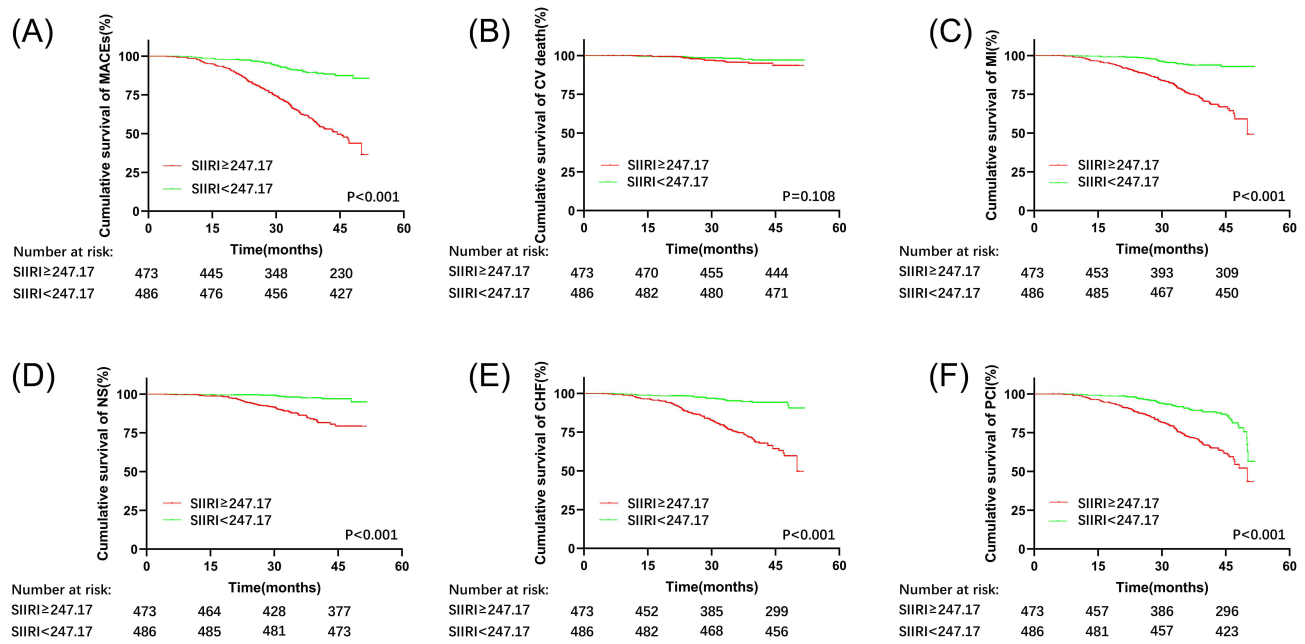 (A)
Cumulative survival of MACEs(%)
100
75
50
25
0
SIIRI≥247.17
SIIRI<247.17
P<0.001
0 15 30 45 60
Time(months)
Number at risk:
SIIRI≥247.17 473 445 348 230
SIIRI<247.17 486 476 456 427
(B)
Cumulative survival of CV death(%)
100
75
50
25
0
SIIRI≥247.17
SIIRI<247.17
P=0.108
0 15 30 45 60
Time(months)
Number at risk:
SIIRI≥247.17 473 470 455 444
SIIRI<247.17 486 482 480 471
(C)
Cumulative survival of MI(%)
100
75
50
25
0
SIIRI≥247.17
SIIRI<247.17
P<0.001
0 15 30 45 60
Time(months)
Number at risk:
SIIRI≥247.17 473 453 393 309
SIIRI<247.17 486 485 467 450
(D)
Cumulative survival of NS(%)
100
75
50
25
0
SIIRI≥247.17
SIIRI<247.17
P<0.001
0 15 30 45 60
Time(months)
Number at risk:
SIIRI≥247.17 473 464 428 377
SIIRI<247.17 486 485 481 473
(E)
Cumulative survival of CHF(%)
100
75
50
25
0
SIIRI≥247.17
SIIRI<247.17
P<0.001
0 15 30 45 60
Time(months)
Number at risk:
SIIRI≥247.17 473 452 385 299
SIIRI<247.17 486 482 468 456
(F)
Cumulative survival of PCI(%)
100
75
50
25
0
SIIRI≥247.17
SIIRI<247.17
P<0.001
0 15 30 45 60
Time(months)
Number at risk:
SIIRI≥247.17 473 457 386 296
SIIRI<247.17 486 481 457 423